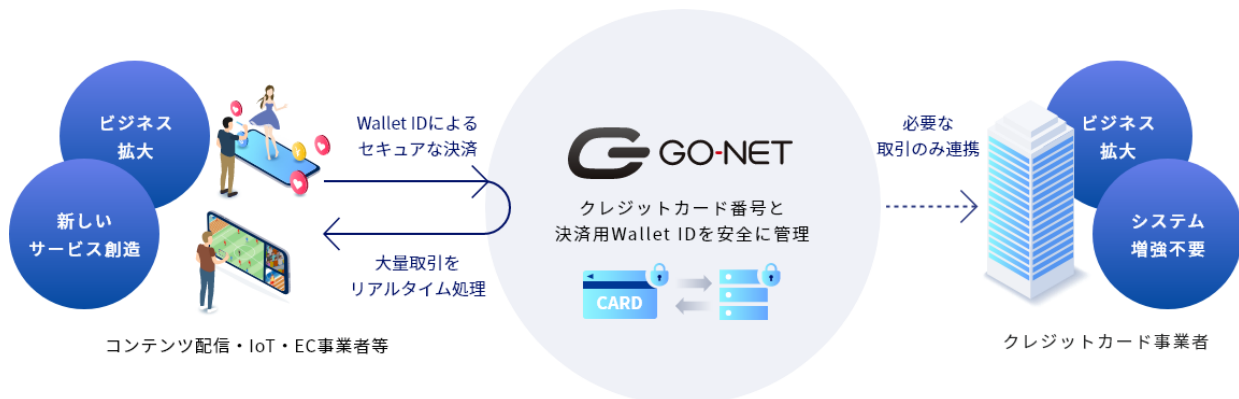 ビジネス
拡大
新しい
サービス創造
Wallet IDによる
セキュアな決済
大量取引を
リアルタイム処理
コンテンツ配信・IoT・EC事業者等
GO-NET
クレジットカード番号と
決済用Wallet IDを安全に管理
CARD
必要な
取引のみ連携
ビジネス
拡大
システム
増強不要
クレジットカード事業者